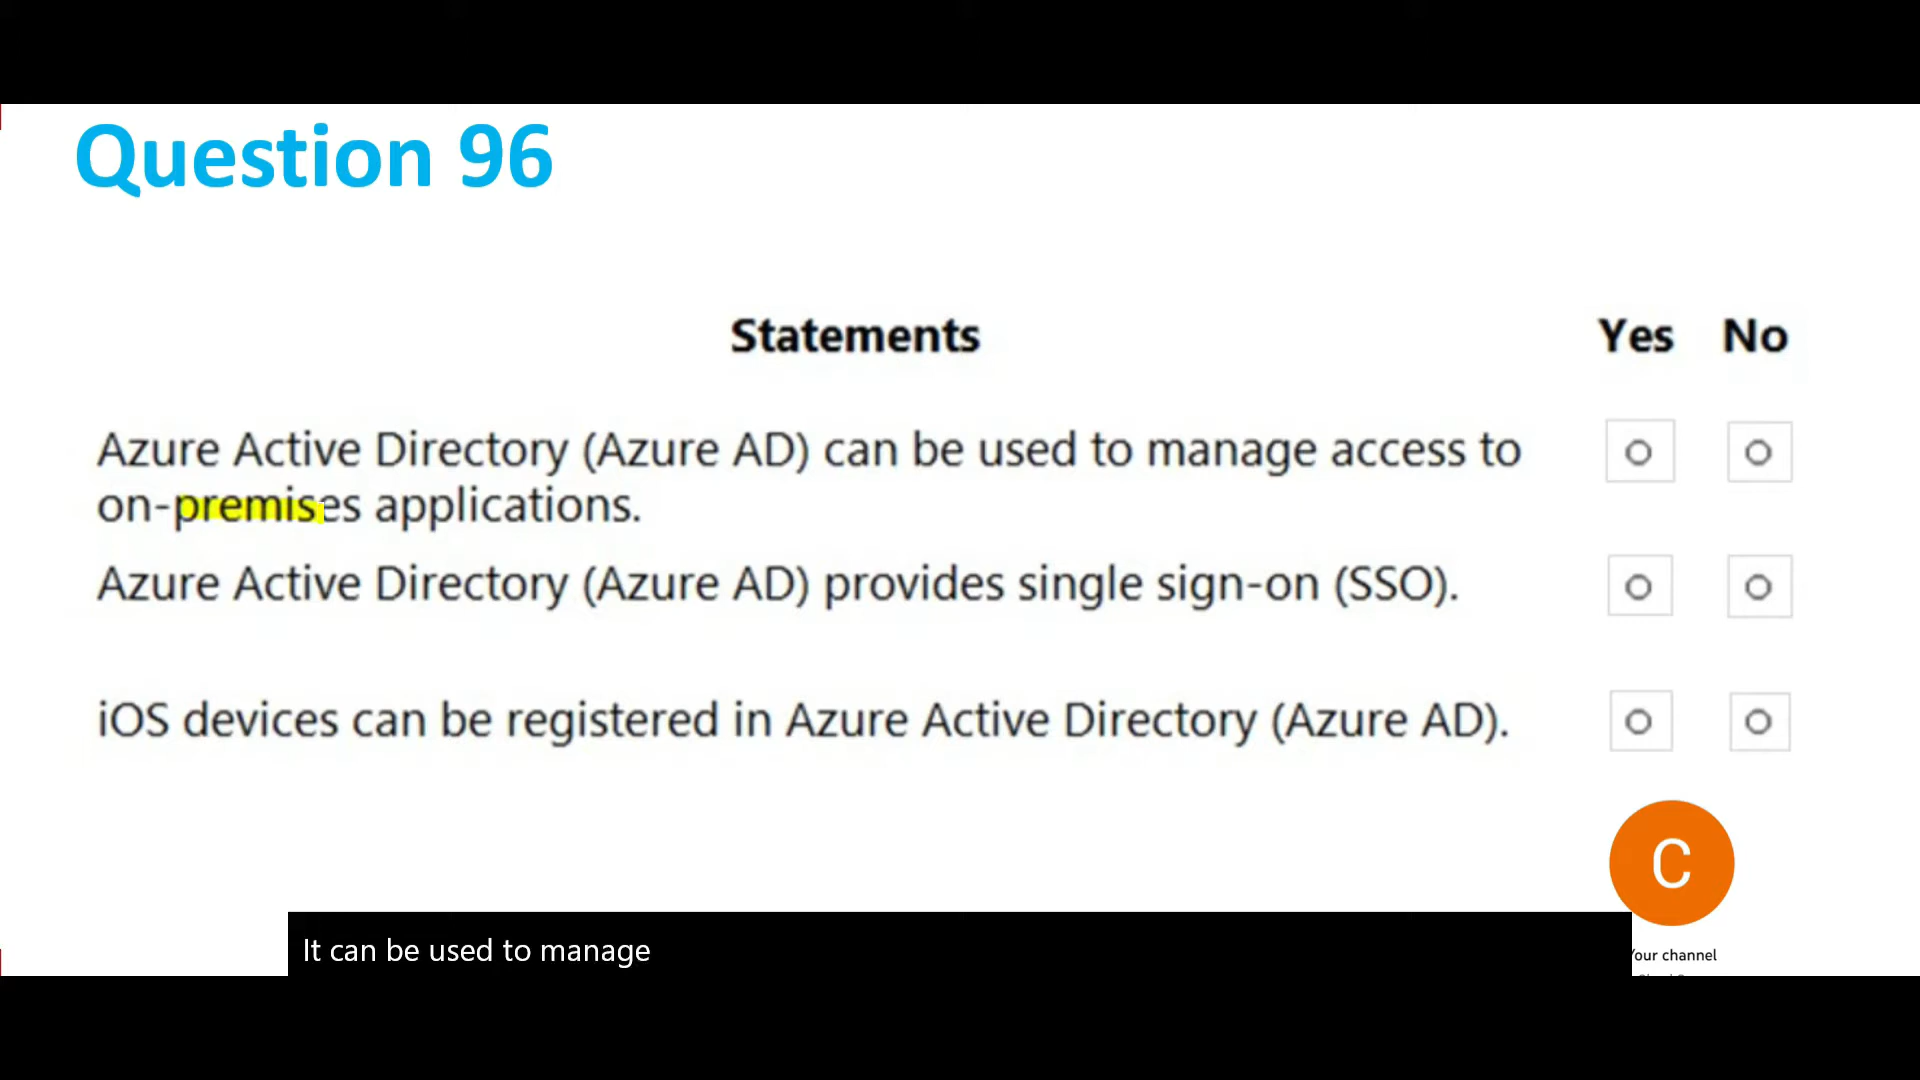 Question 96
Statements Yes No
Azure Active Directory (Azure AD) can be used to manage access to
on-premises applications.
Azure Active Directory (Azure AD) provides single sign-on (SSO).
iOS devices can be registered in Azure Active Directory (Azure AD).
C
It can be used to manage
Your channel